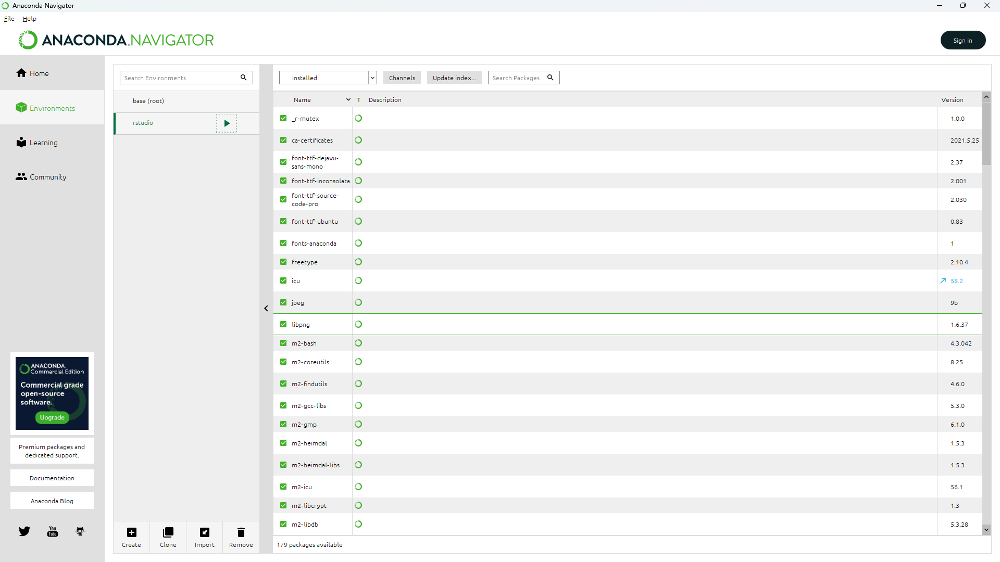 Anaconda Navigator
File Help
ANACONDA.NAVIGATOR
Sign in
Home
Environments
Learning
Community
ANACONDA.
Commercial Edition
Commercial grade
open-source
software.
Upgrade
Premium packages and
dedicated support.
Documentation
Anaconda Blog
You
Tube
Search Environments
base (root)
rstudio
Create Clone Import Remove
Installed Channels Update index... Search Packages
Name T Description Version
_r-mutex 1.0.0
ca-certificates 2021.5.25
font-ttf-dejavu-
sans-mono 2.37
font-ttf-inconsolata 2.001
font-ttf-source-
code-pro 2.030
font-ttf-ubuntu 0.83
fonts-anaconda 1
freetype 2.10.4
icu 58.2
jpeg 9b
libpng 1.6.37
m2-bash 4.3.042
m2-coreutils 8.25
m2-findutils 4.6.0
m2-gcc-libs 5.3.0
m2-gmp 6.1.0
m2-heimdal 1.5.3
m2-heimdal-libs 1.5.3
m2-icu 56.1
m2-libcrypt 1.3
m2-libdb 5.3.28
179 packages available